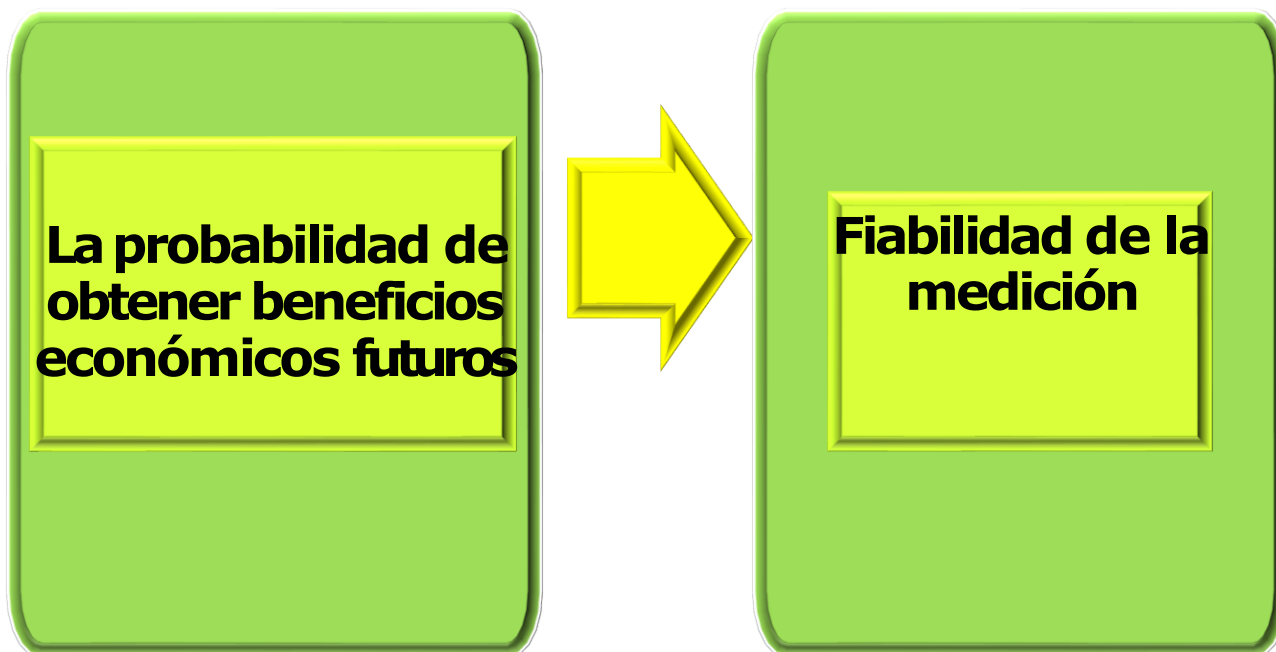 La probabilidad de
obtener beneficios
económicos futuros
Fiabilidad de la
medición